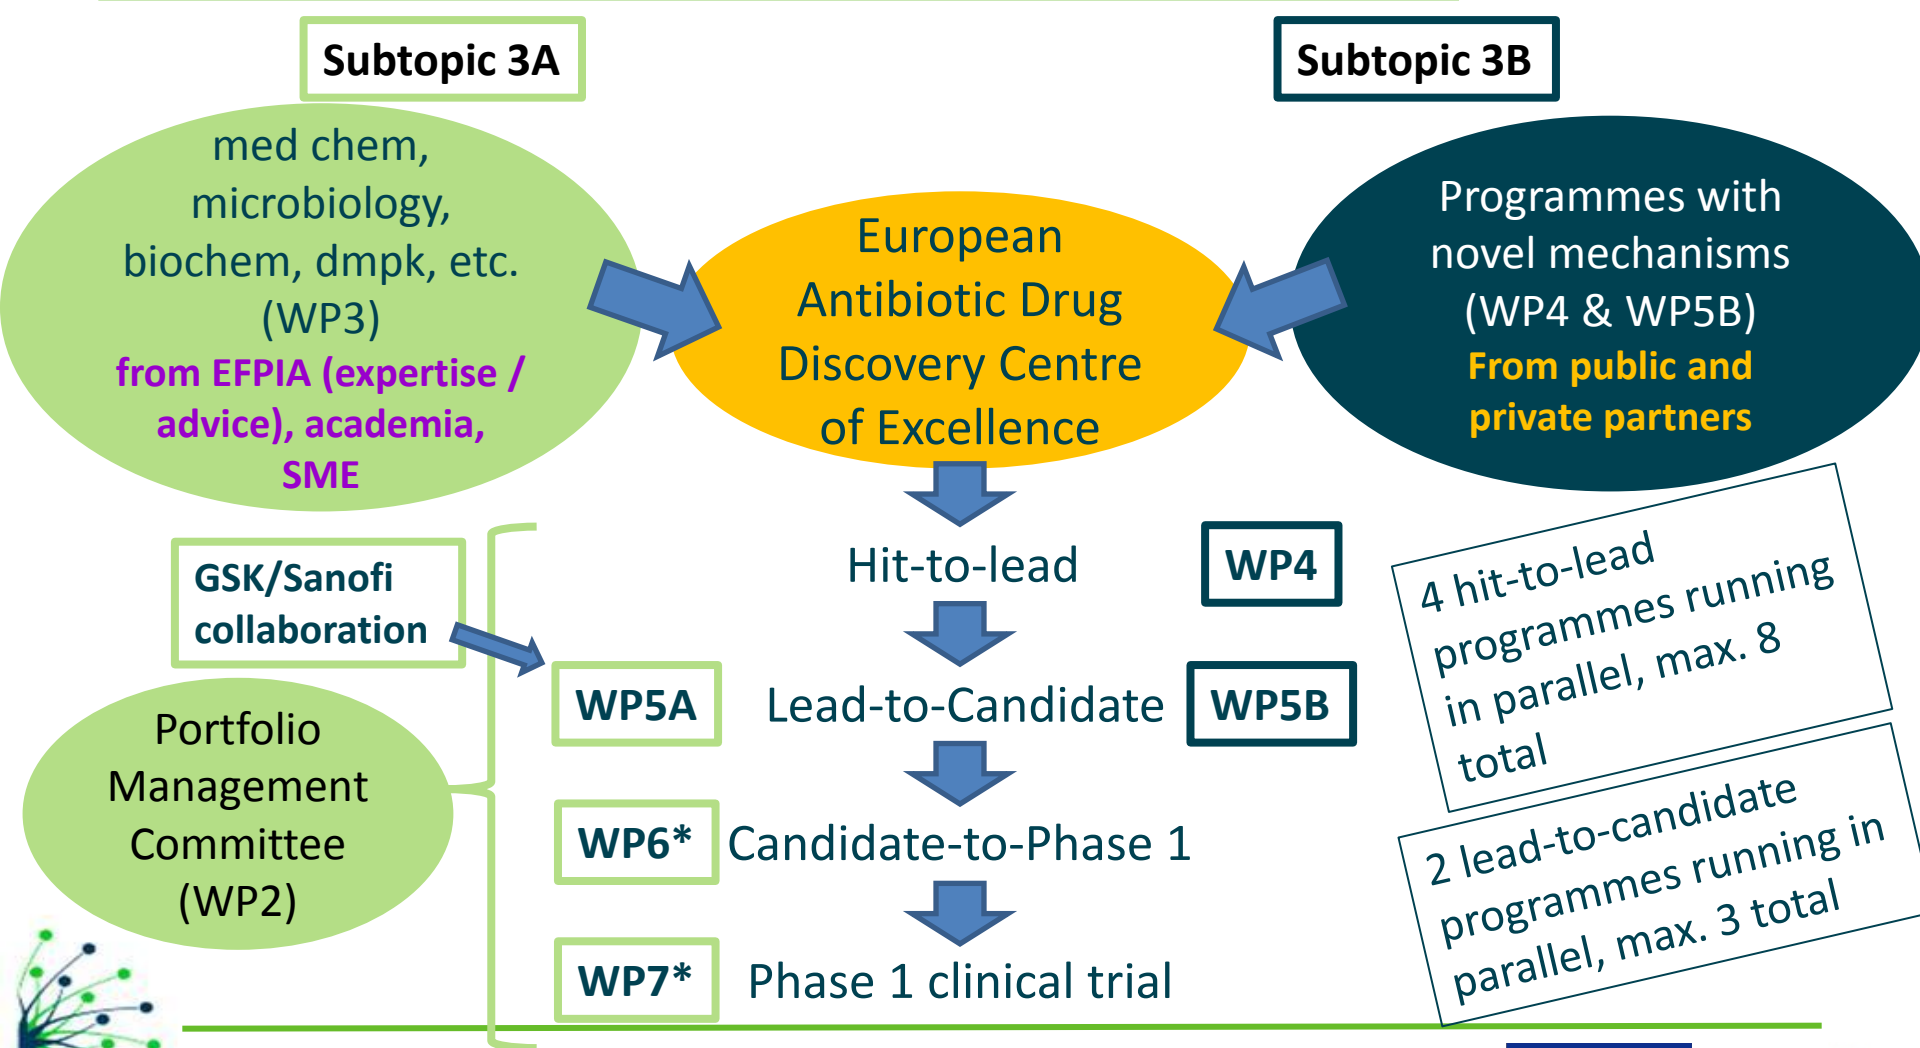 Subtopic 3A
Subtopic 3B
med chem,
microbiology,
biochem, dmpk, etc.
(WP3)
from EFPIA (expertise /
advice), academia,
SME
European
Antibiotic Drug
Discovery Centre
of Excellence
Programmes with
novel mechanisms
(WP4 & WP5B)
From public and
private partners
GSK/Sanofi
collaboration
Hit-to-lead
WP4
WP5A
Lead-to-Candidate
WP5B
Portfolio
Management
Committee
(WP2)
WP6*
Candidate-to-Phase 1
WP7*
Phase 1 clinical trial
4 hit-to-lead
programmes running
in parallel, max. 8
total
2 lead-to-candidate
programmes running in
parallel, max. 3 total